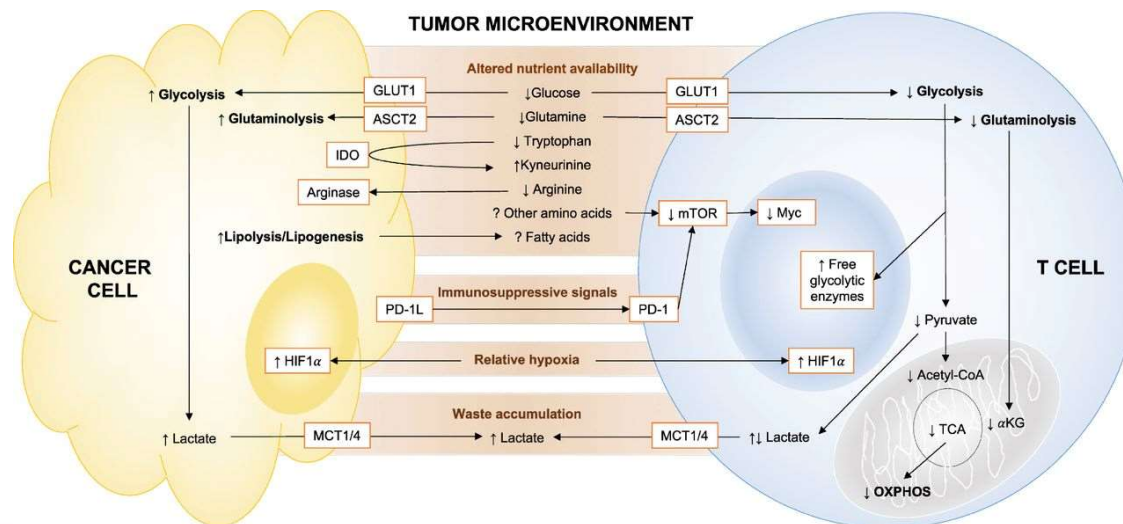 TUMOR MICROENVIRONMENT
Altered nutrient availability
↑ Glycolysis
GLUT1
↓Glucose
GLUT1
↓ Glycolysis
↑ Glutaminolysis
ASCT2
↓Glutamine
ASCT2
↓ Glutaminolysis
IDO
↓ Tryptophan
↑Kyneurinine
Arginase
↓ Arginine
? Other amino acids
↓ mTOR
↓ Myc
↑Lipolysis/Lipogenesis
? Fatty acids
CANCER
CELL
T CELL
↑ Free
glycolytic
enzymes
Immunosuppressive signals
PD-1L
PD-1
↓ Pyruvate
↑ HIF1α
Relative hypoxia
↑ HIF1α
↓ Acetyl-CoA
Waste accumulation
↓ TCA
↓ αKG
↑ Lactate
MCT1/4
↑ Lactate
MCT1/4
↑↓ Lactate
↓ OXPHOS